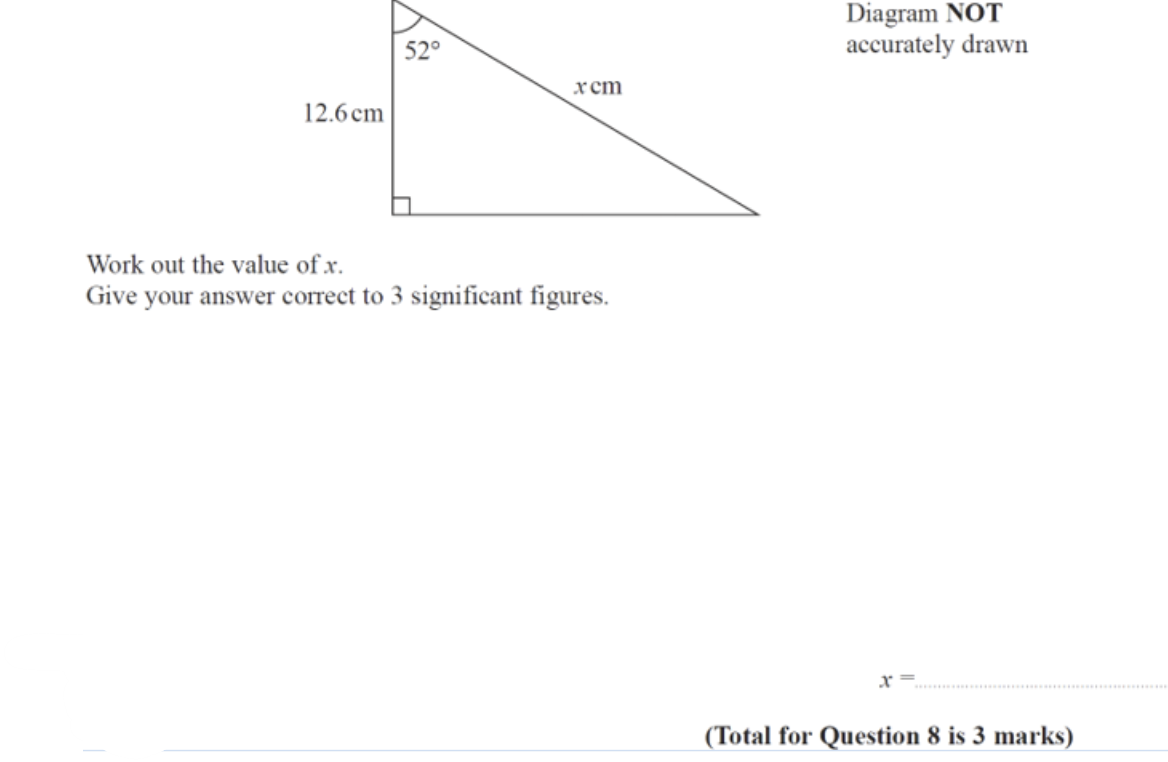 Diagram NOT
accurately drawn
52°
x cm
12.6 cm
Work out the value of x.
Give your answer correct to 3 significant figures.
x =
(Total for Question 8 is 3 marks)